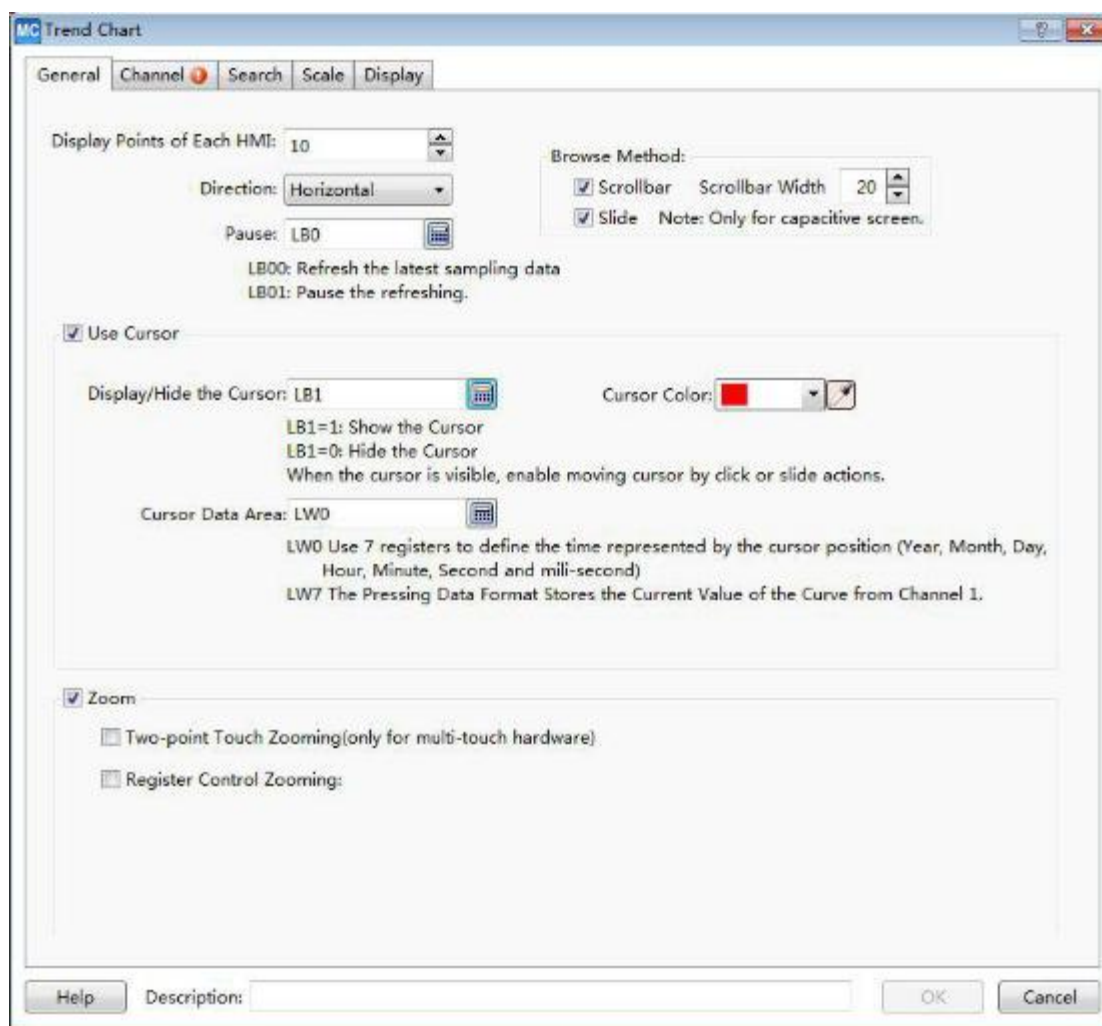 MC Trend Chart
General Channel Search Scale Display
Display Points of Each HMI: 10
Browse Method:
Direction: Horizontal
Scrollbar Scrollbar Width 20
Slide Note: Only for capacitive screen.
Pause: LB0
LB00: Refresh the latest sampling data
LB01: Pause the refreshing.
Use Cursor
Display/Hide the Cursor: LB1
Cursor Color:
LB1=1: Show the Cursor
LB1=0: Hide the Cursor
When the cursor is visible, enable moving cursor by click or slide actions.
Cursor Data Area: LW0
LW0 Use 7 registers to define the time represented by the cursor position (Year, Month, Day,
Hour, Minute, Second and mili-second)
LW7 The Pressing Data Format Stores the Current Value of the Curve from Channel 1.
Zoom
Two-point Touch Zooming(only for multi-touch hardware)
Register Control Zooming:
Help Description: OK Cancel